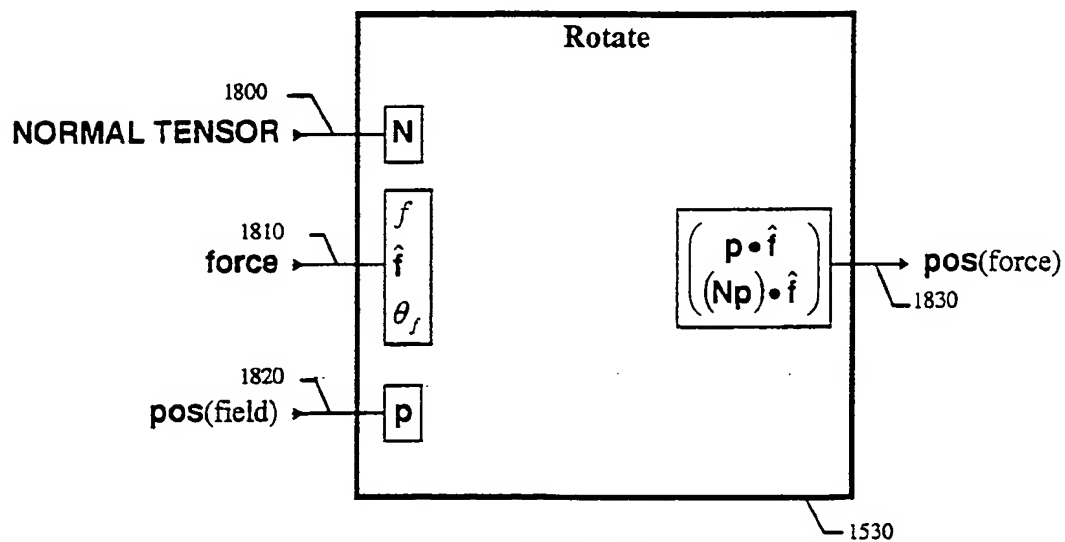 Rotate
1800
NORMAL TENSOR
N
f
1810
force
f̂
θ_f
p • f̂
(Np) • f̂
pos(force)
1830
1820
pos(field)
p
1530